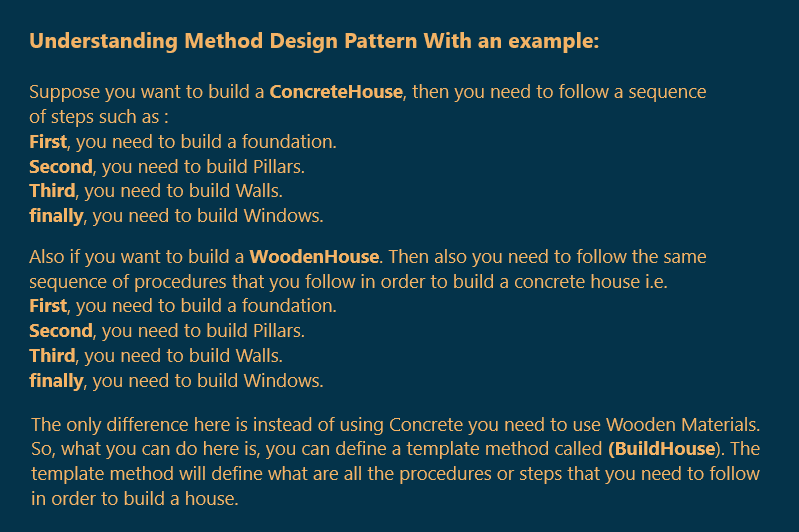 Understanding Method Design Pattern With an example:
Suppose you want to build a ConcreteHouse, then you need to follow a sequence
of steps such as :
First, you need to build a foundation.
Second, you need to build Pillars.
Third, you need to build Walls.
finally, you need to build Windows.
Also if you want to build a WoodenHouse. Then also you need to follow the same
sequence of procedures that you follow in order to build a concrete house i.e.
First, you need to build a foundation.
Second, you need to build Pillars.
Third, you need to build Walls.
finally, you need to build Windows.
The only difference here is instead of using Concrete you need to use Wooden Materials.
So, what you can do here is, you can define a template method called (BuildHouse). The
template method will define what are all the procedures or steps that you need to follow
in order to build a house.